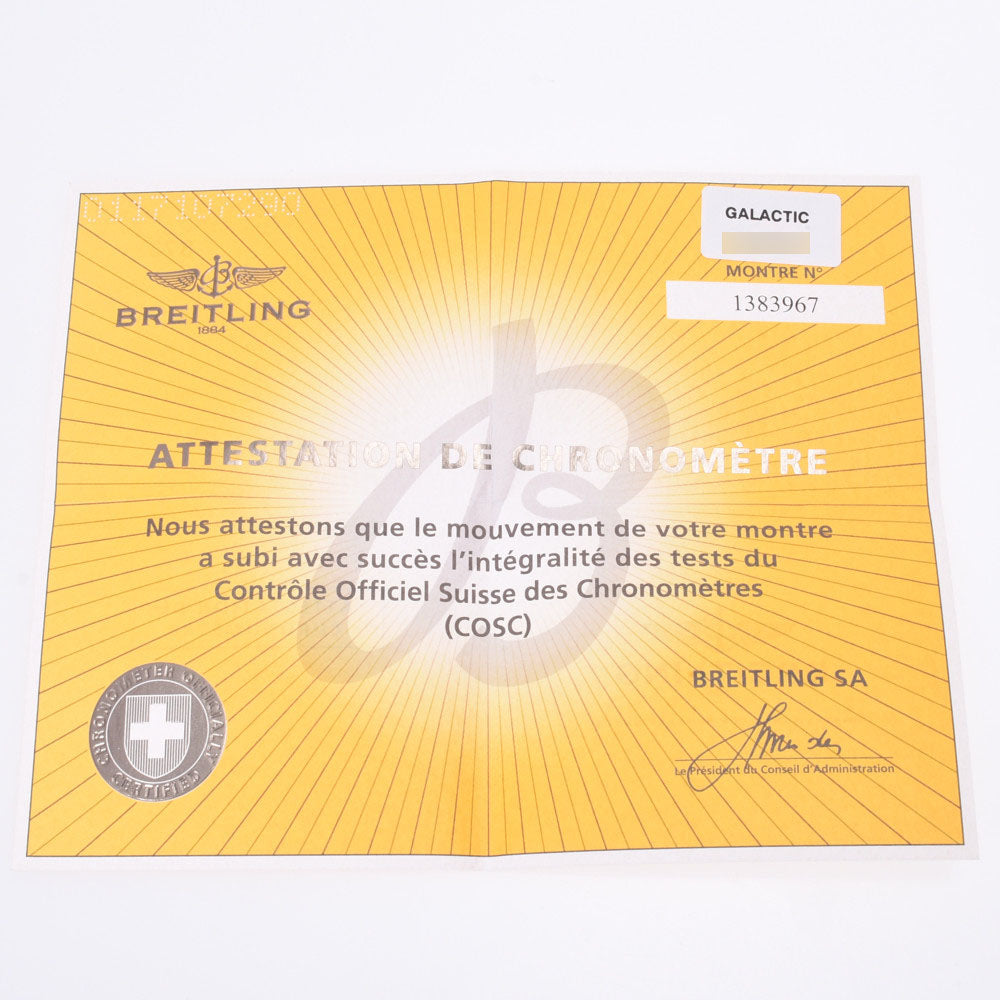 0117107290
GALACTIC
MONTRE N°
1383967
BREITLING
1884
ATTESTATION DE CHRONOMÈTRE
Nous attestons que le mouvement de votre montre
a subi avec succès l'intégralité des tests du
Contrôle Officiel Suisse des Chronomètres
(COSC)
CHRONOMETER OFFICIALLY
CERTIFIED
BREITLING SA
Le Président du Conseil d'Administration